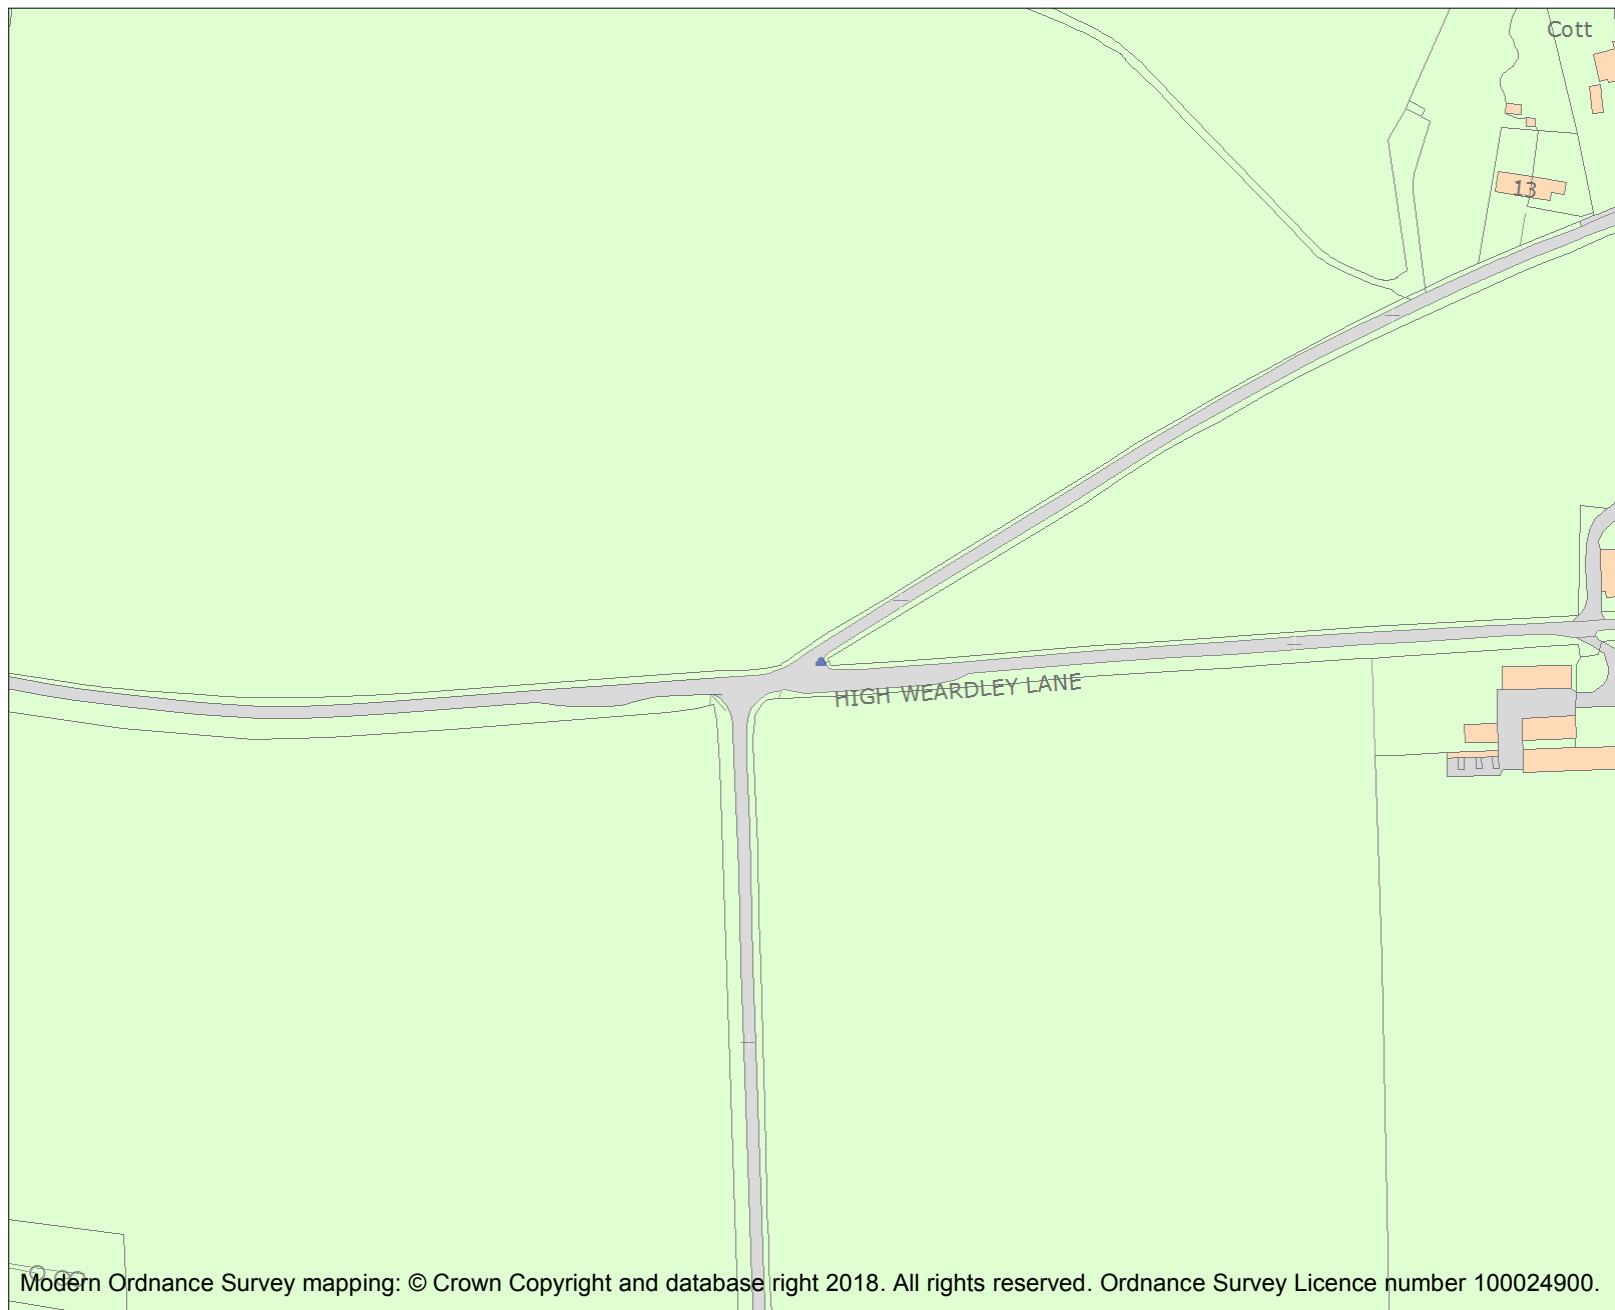 Cott
13
HIGH WEARDLEY LANE
Modern Ordnance Survey mapping: © Crown Copyright and database right 2018. All rights reserved. Ordnance Survey Licence number 100024900.